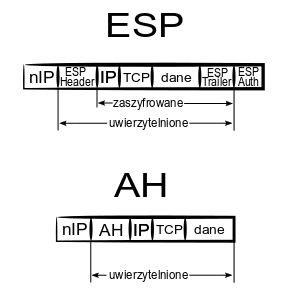 ESP
nIP ESP Header IP TCP dane ESP Trailer ESP Auth
zaszyfrowane
uwierzytelnione
AH
nIP AH IP TCP dane
uwierzytelnione